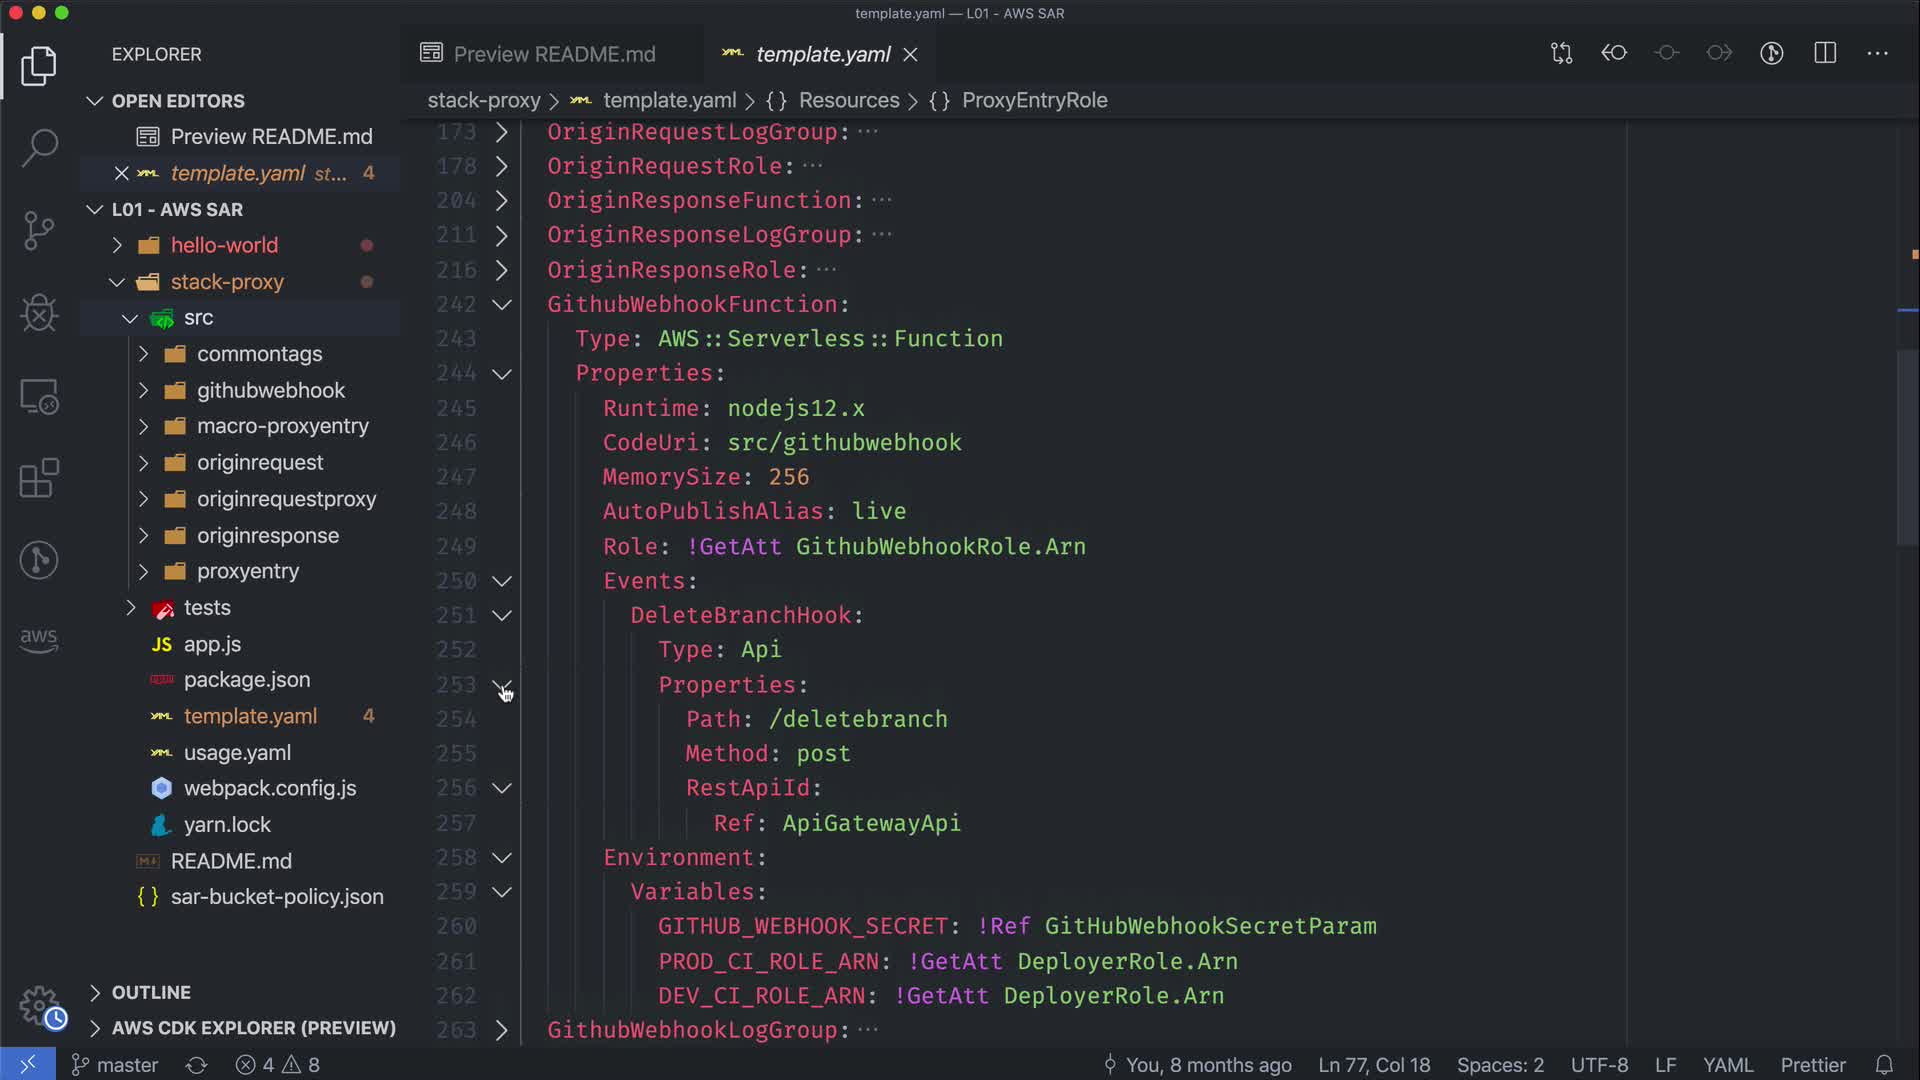 template.yaml — L01 - AWS SAR
EXPLORER
OPEN EDITORS
Preview README.md
template.yaml st... 4
L01 - AWS SAR
hello-world
stack-proxy
src
commontags
githubwebhook
macro-proxyentry
originrequest
originrequestproxy
originresponse
proxyentry
tests
JS app.js
package.json
template.yaml 4
usage.yaml
webpack.config.js
yarn.lock
README.md
{ } sar-bucket-policy.json
OUTLINE
AWS CDK EXPLORER (PREVIEW)
aws
Preview README.md
template.yaml
stack-proxy > template.yaml > {} Resources > {} ProxyEntryRole
173 OriginRequestLogGroup: ···
178 OriginRequestRole: ···
204 OriginResponseFunction: ···
211 OriginResponseLogGroup: ···
216 OriginResponseRole: ···
242 GithubWebhookFunction:
243 Type: AWS::Serverless::Function
244 Properties:
245 Runtime: nodejs12.x
246 CodeUri: src/githubwebhook
247 MemorySize: 256
248 AutoPublishAlias: live
249 Role: !GetAtt GithubWebhookRole.Arn
250 Events:
251 DeleteBranchHook:
252 Type: Api
253 Properties:
254 Path: /deletebranch
255 Method: post
256 RestApiId:
257 Ref: ApiGatewayApi
258 Environment:
259 Variables:
260 GITHUB_WEBHOOK_SECRET: !Ref GitHubWebhookSecretParam
261 PROD_CI_ROLE_ARN: !GetAtt DeployerRole.Arn
262 DEV_CI_ROLE_ARN: !GetAtt DeployerRole.Arn
263 GithubWebhookLogGroup: ···
master 4 8 You, 8 months ago Ln 77, Col 18 Spaces: 2 UTF-8 LF YAML Prettier